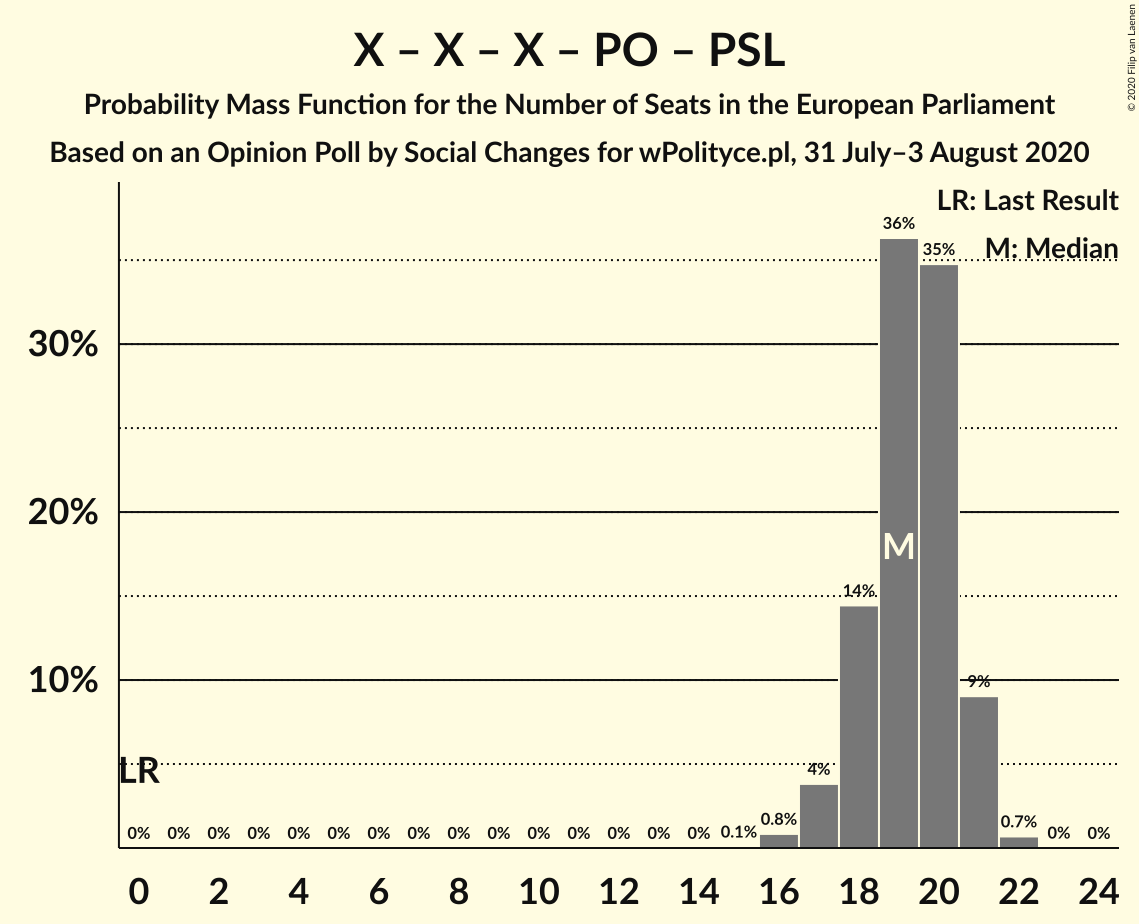 X – X – X – PO – PSL
Probability Mass Function for the Number of Seats in the European Parliament
Based on an Opinion Poll by Social Changes for wPolityce.pl, 31 July–3 August 2020
© 2020 Filip van Laenen
LR: Last Result
M: Median
36%
35%
30%
20%
M
14%
10%
9%
LR
4%
0% 0% 0% 0% 0% 0% 0% 0% 0% 0% 0% 0% 0% 0% 0% 0.1% 0.8% 0.7% 0% 0%
0 2 4 6 8 10 12 14 16 18 20 22 24